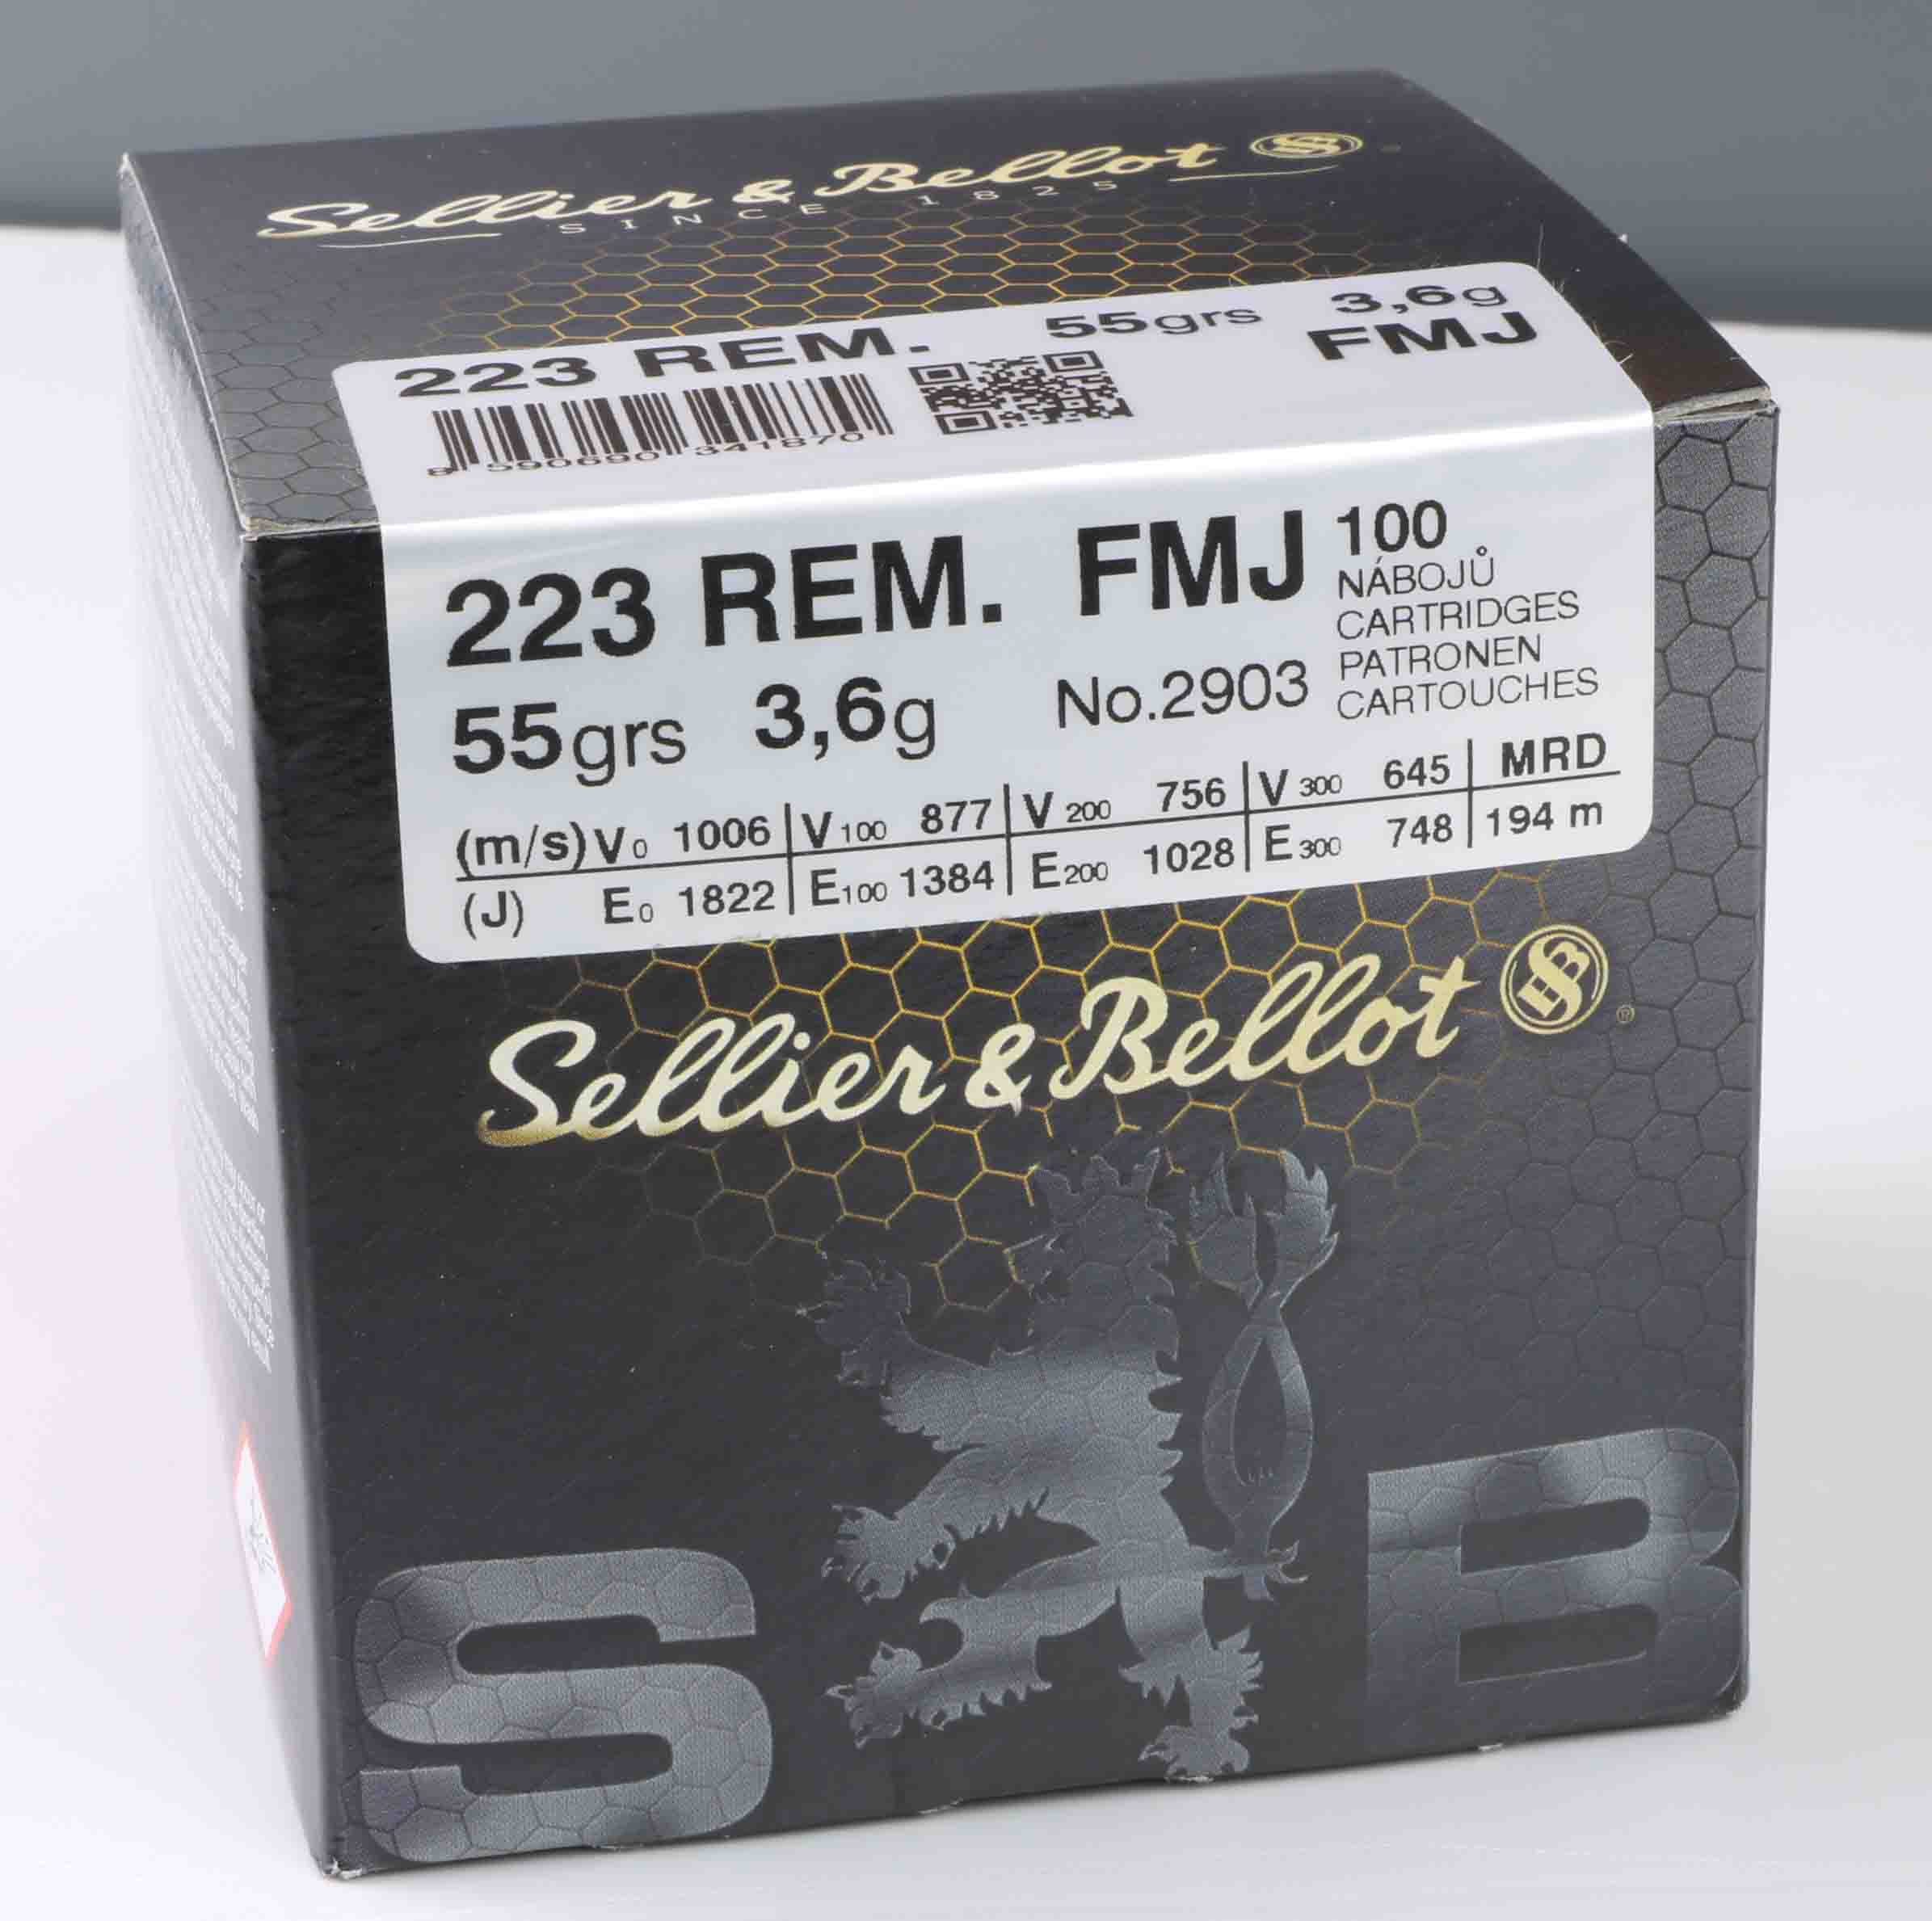 Sellier & Bellot SB
SINCE 1825
223 REM. 55grs 3,6g
FMJ
8 590690 341870
223 REM. FMJ 100
NÁBOJŮ
CARTRIDGES
PATRONEN
CARTOUCHES
55grs 3,6g No.2903
(m/s) V0 1006 V100 877 V200 756 V300 645 MRD
(J) E0 1822 E100 1384 E200 1028 E300 748 194 m
Sellier & Bellot SB ®
S B